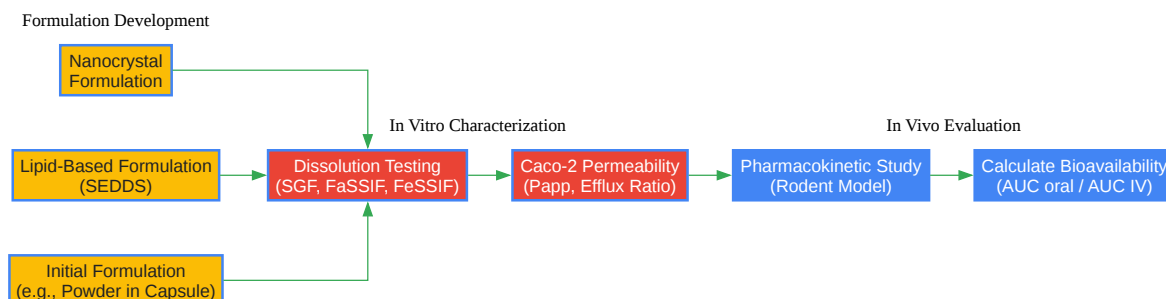 Formulation Development
Nanocrystal
Formulation
In Vitro Characterization
In Vivo Evaluation
Lipid-Based Formulation
(SEDDS)
Dissolution Testing
(SGF, FaSSIF, FeSSIF)
Caco-2 Permeability
(Papp, Efflux Ratio)
Pharmacokinetic Study
(Rodent Model)
Calculate Bioavailability
(AUC oral / AUC IV)
Initial Formulation
(e.g., Powder in Capsule)